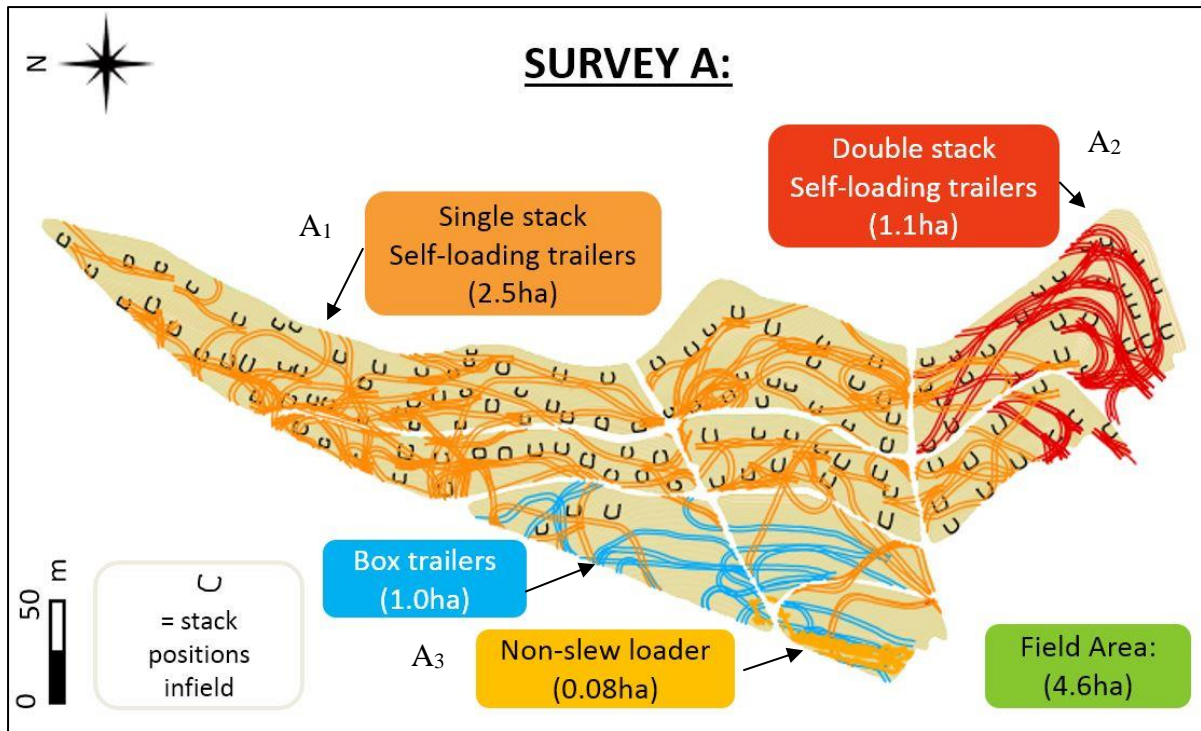 N
SURVEY A:
A₁
Single stack
Self-loading trailers
(2.5ha)
Double stack
Self-loading trailers
(1.1ha)
A₂
Box trailers
(1.0ha)
A₃
Non-slew loader
(0.08ha)
Field Area:
(4.6ha)
0 50 m
= stack
positions
infield